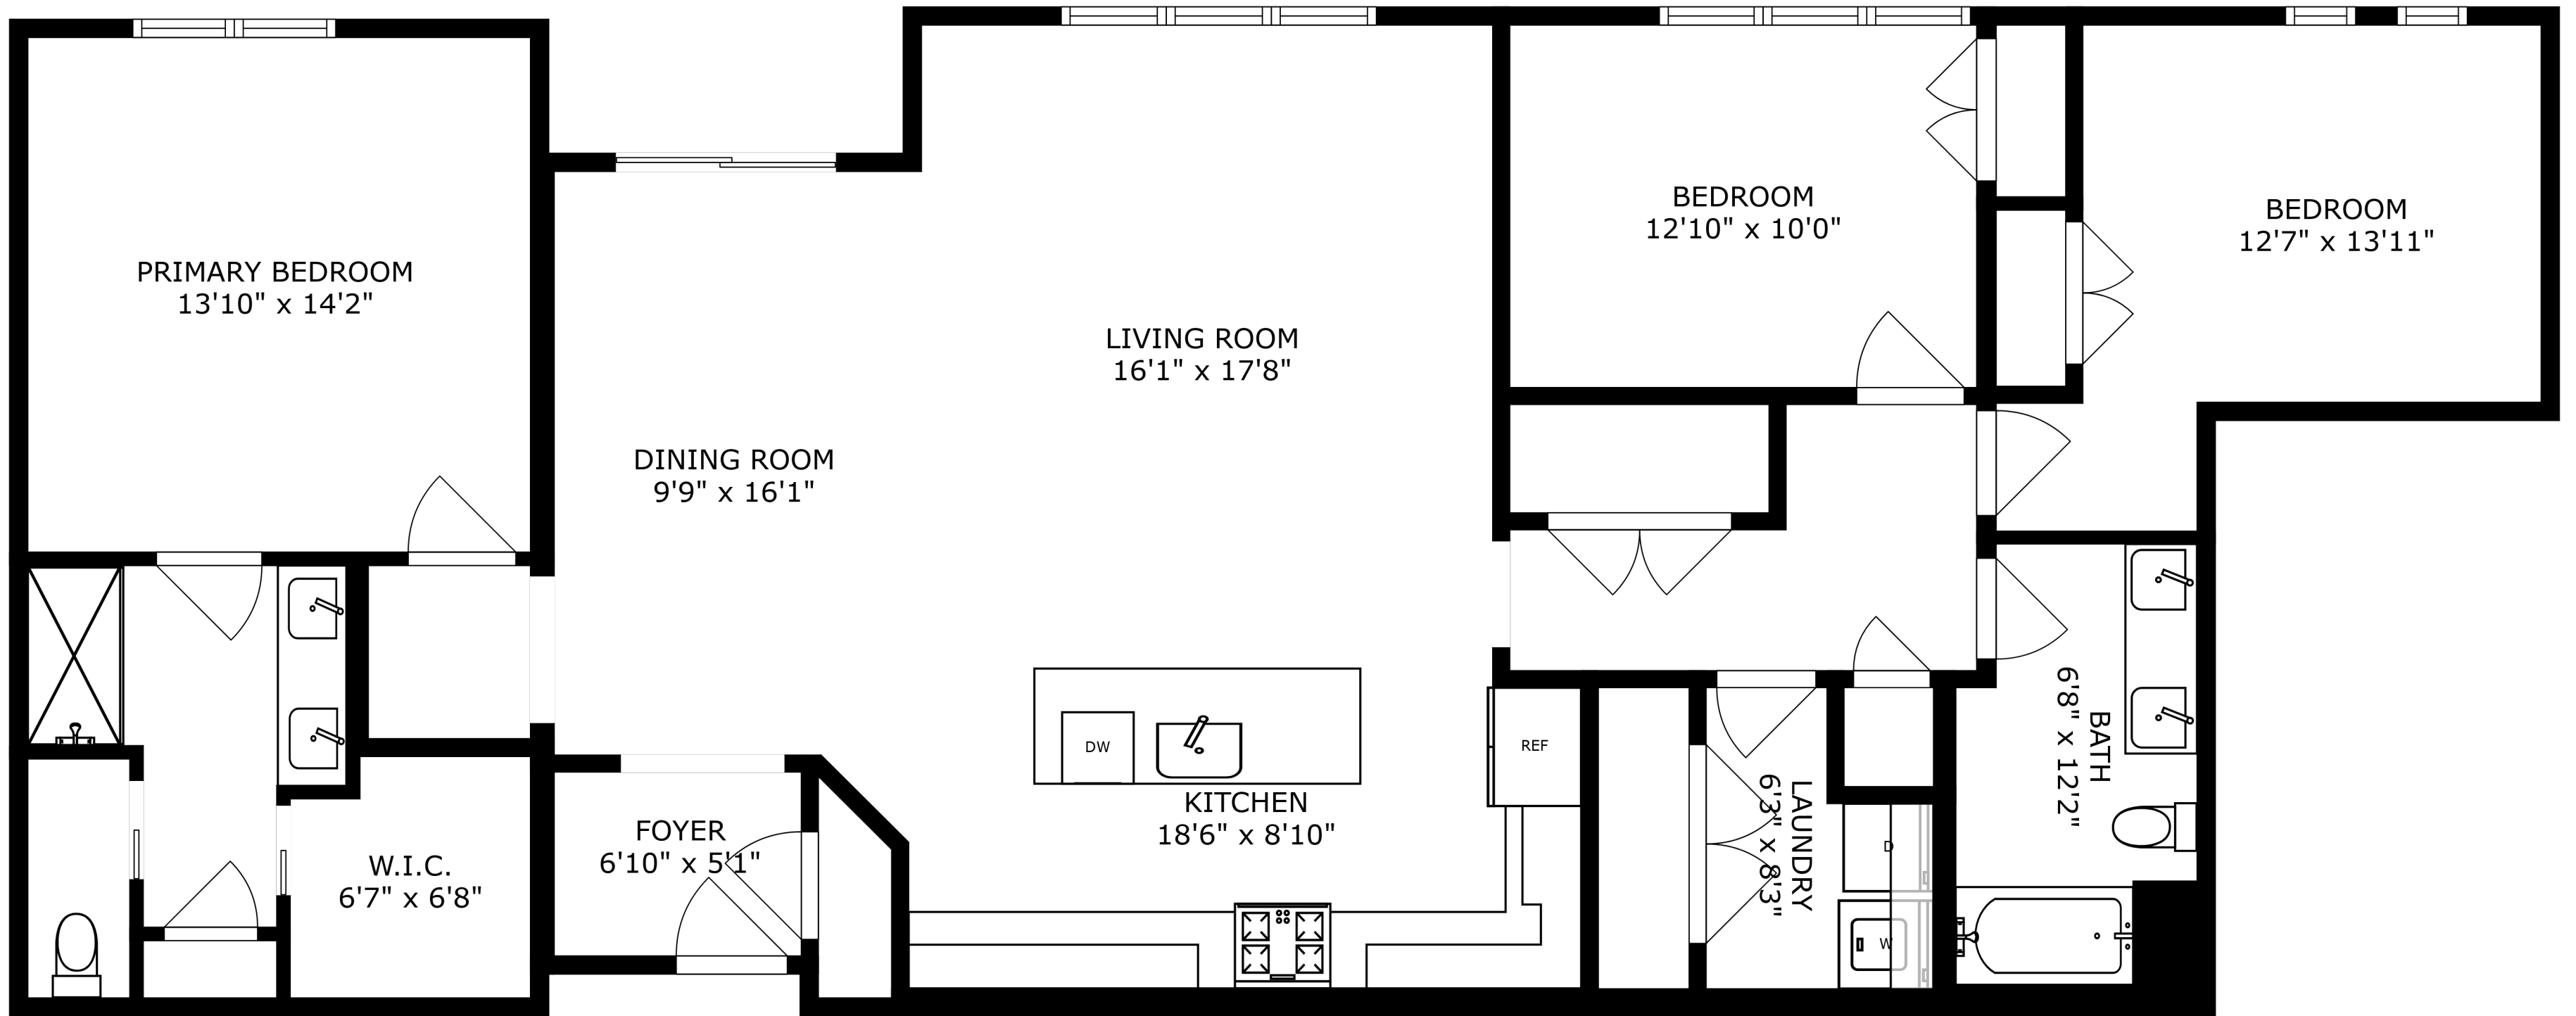 PRIMARY BEDROOM
13'10" x 14'2"
DINING ROOM
9'9" x 16'1"
LIVING ROOM
16'1" x 17'8"
BEDROOM
12'10" x 10'0"
BEDROOM
12'7" x 13'11"
W.I.C.
6'7" x 6'8"
FOYER
6'10" x 5'1"
DW
KITCHEN
18'6" x 8'10"
REF
LAUNDRY
6'3" x 8'3"
D
W
BATH
6'8" x 12'2"